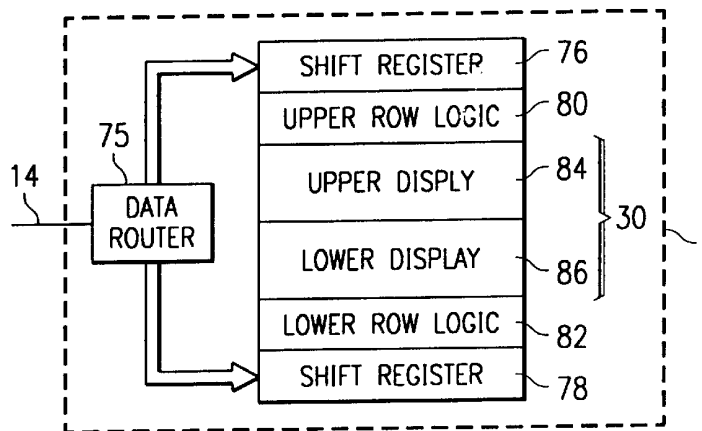 SHIFT REGISTER 76
UPPER ROW LOGIC 80
75
14
DATA
ROUTER
UPPER DISPLY 84
30
LOWER DISPLAY 86
LOWER ROW LOGIC 82
SHIFT REGISTER 78